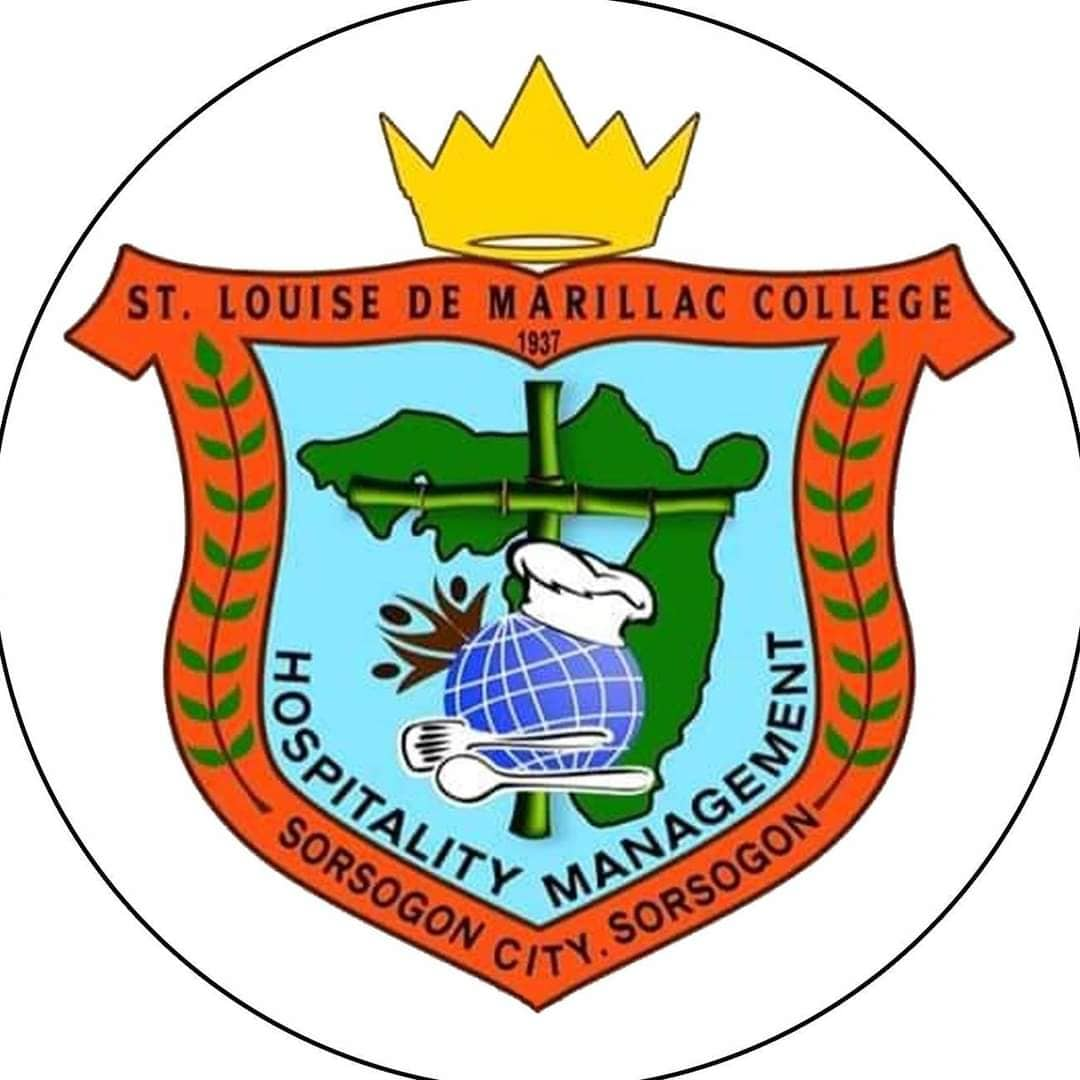 ST. LOUISE DE MARILLAC COLLEGE
1937
HOSPITALITY MANAGEMENT
SORSOGON CITY. SORSOGON